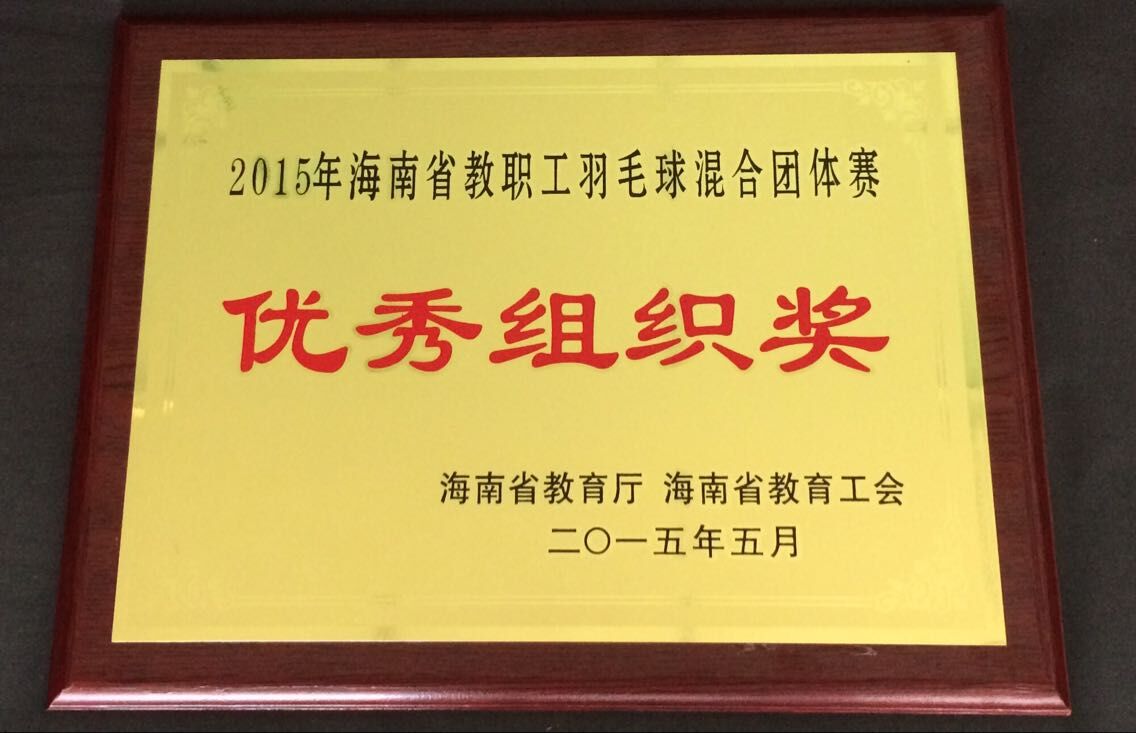 2015年海南省教职工羽毛球混合团体赛
优秀组织奖
海南省教育厅 海南省教育工会
二〇一五年五月